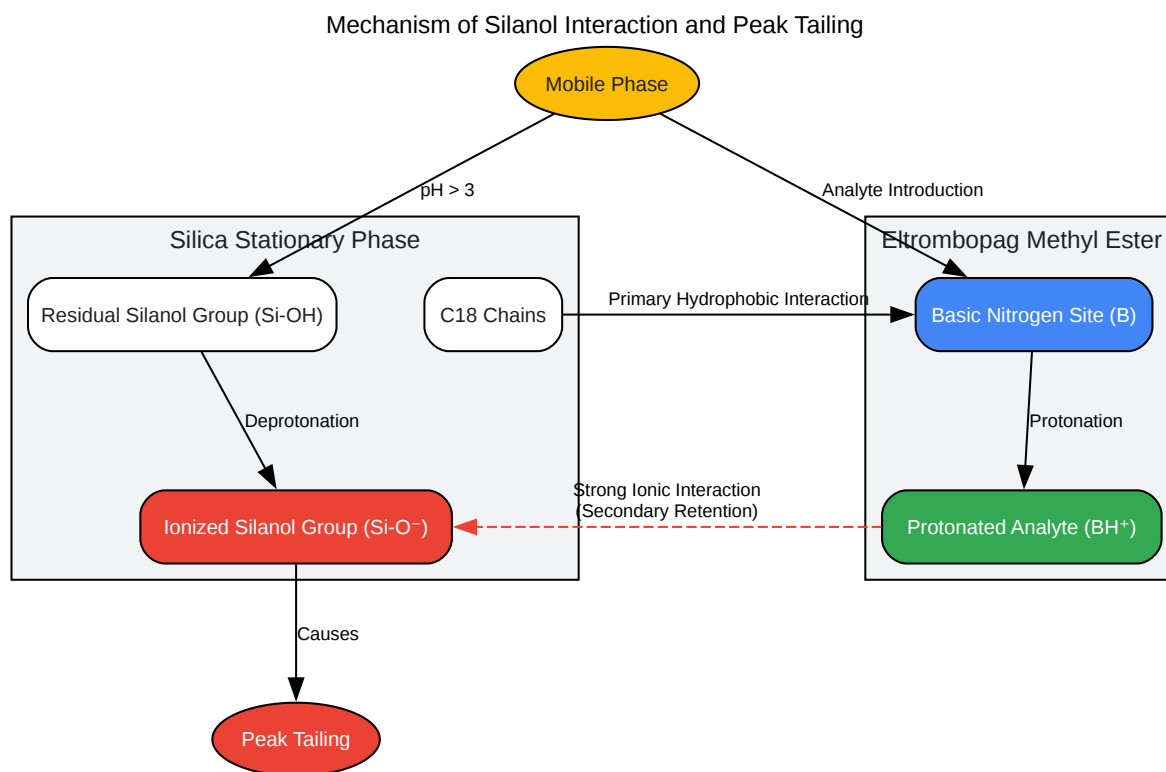 Mechanism of Silanol Interaction and Peak Tailing
Mobile Phase
pH > 3
Analyte Introduction
Silica Stationary Phase
Eltrombopag Methyl Ester
Residual Silanol Group (Si-OH)
C18 Chains
Primary Hydrophobic Interaction
Basic Nitrogen Site (B)
Deprotonation
Protonation
Strong Ionic Interaction
(Secondary Retention)
Ionized Silanol Group (Si-O⁻)
Protonated Analyte (BH⁺)
Causes
Peak Tailing